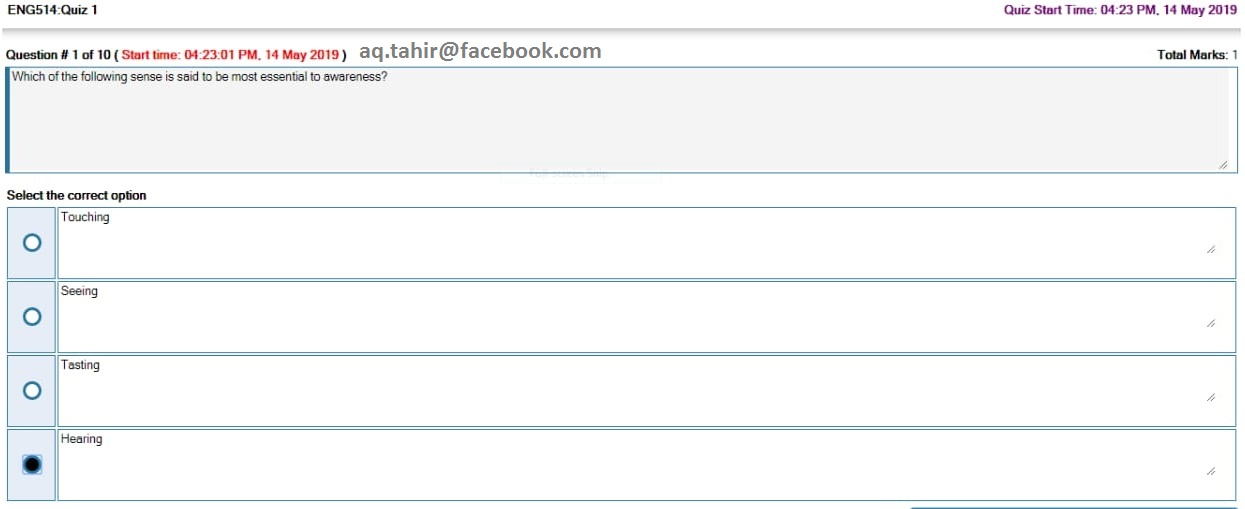 ENG514:Quiz 1 Quiz Start Time: 04:23 PM, 14 May 2019
Question # 1 of 10 ( Start time: 04:23:01 PM, 14 May 2019 ) aq.tahir@facebook.com Total Marks: 1
Which of the following sense is said to be most essential to awareness?
Select the correct option
Touching
Seeing
Tasting
Hearing